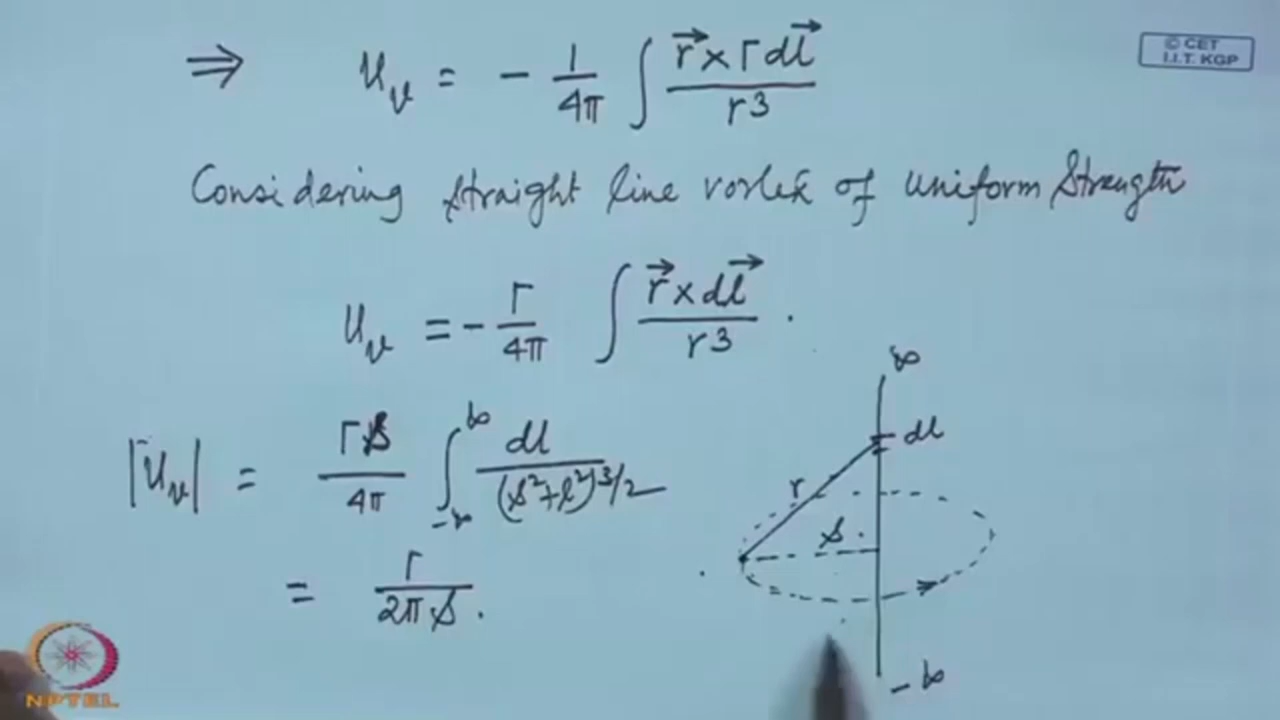 © CET
I.I.T. KGP
⇒ u_v = - 1/4π ∫ r⃗ × Γ dl⃗ / r3
Considering straight line vortex of uniform strength
u_v = - Γ/4π ∫ r⃗ × dl⃗ / r3 .
|u_v| = Γs/4π ∫_{-∞}^{∞} dl / (s²+l²)^3/2
= Γ/2πs .
∞
dl
r
s .
-∞
NPTEL